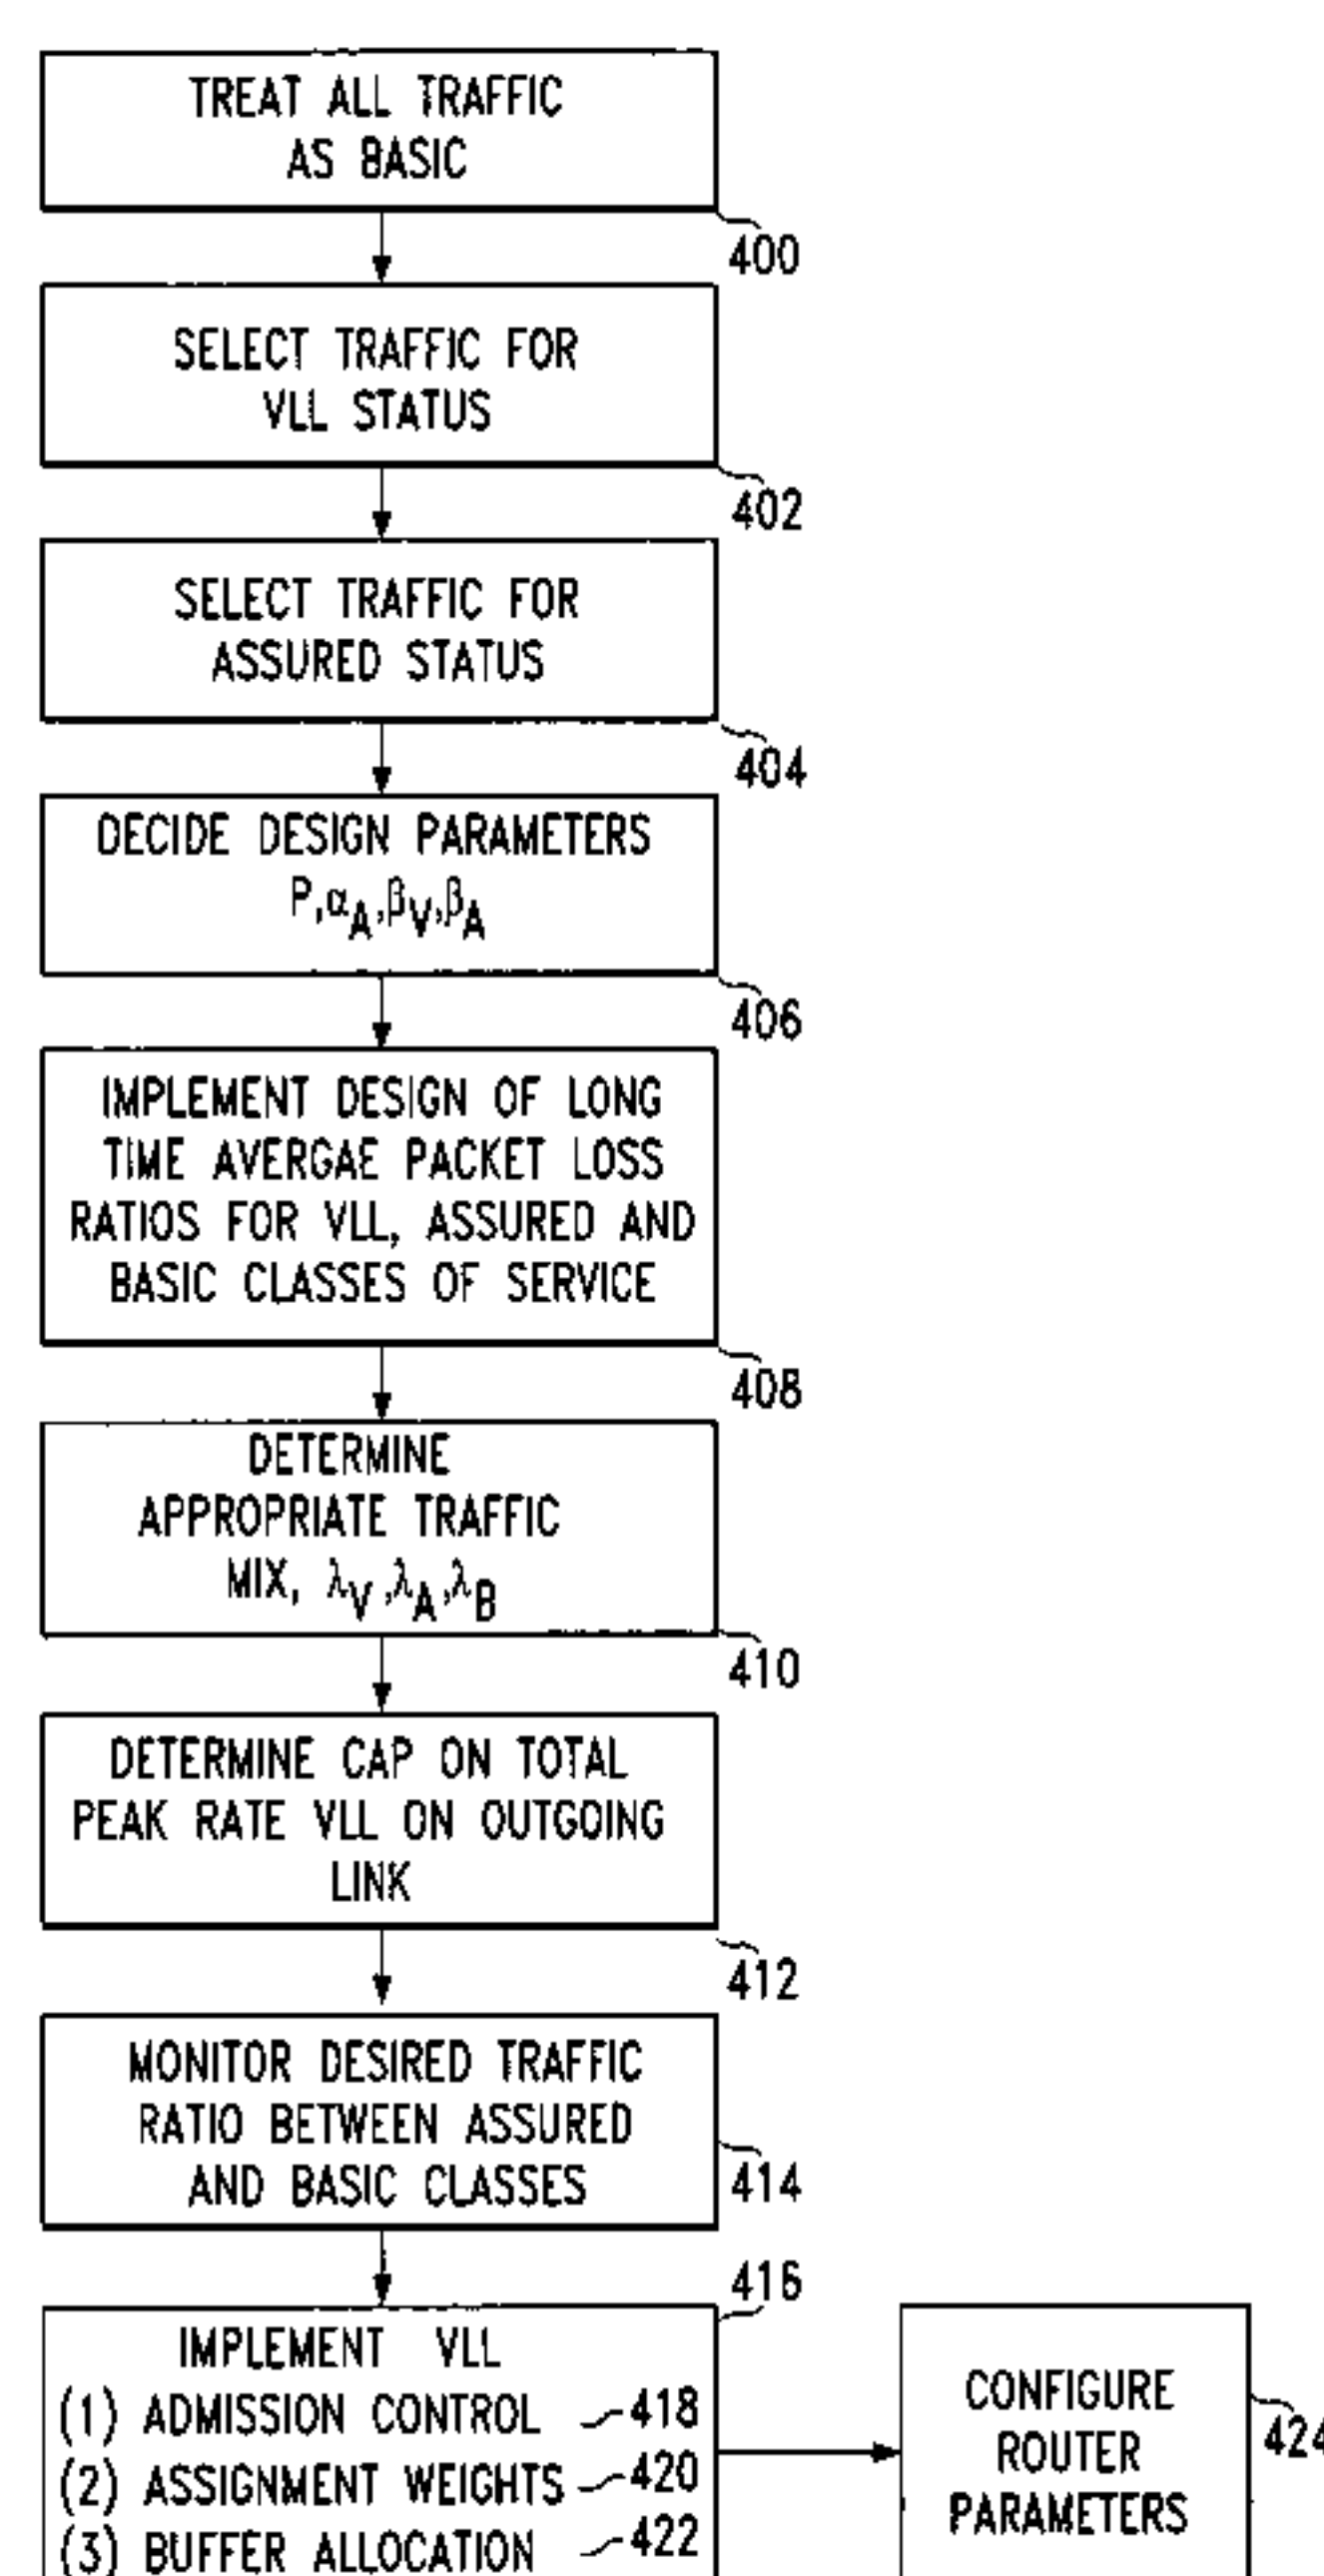 TREAT ALL TRAFFIC
AS BASIC
400
SELECT TRAFFIC FOR
VLL STATUS
402
SELECT TRAFFIC FOR
ASSURED STATUS
404
DECIDE DESIGN PARAMETERS
P,αA,βV,βA
406
IMPLEMENT DESIGN OF LONG
TIME AVERGAE PACKET LOSS
RATIOS FOR VLL, ASSURED AND
BASIC CLASSES OF SERVICE
408
DETERMINE
APPROPRIATE TRAFFIC
MIX, λV,λA,λB
410
DETERMINE CAP ON TOTAL
PEAK RATE VLL ON OUTGOING
LINK
412
MONITOR DESIRED TRAFFIC
RATIO BETWEEN ASSURED
AND BASIC CLASSES
414
416
IMPLEMENT VLL
(1) ADMISSION CONTROL 418
(2) ASSIGNMENT WEIGHTS 420
(3) BUFFER ALLOCATION 422
CONFIGURE
ROUTER
PARAMETERS
424